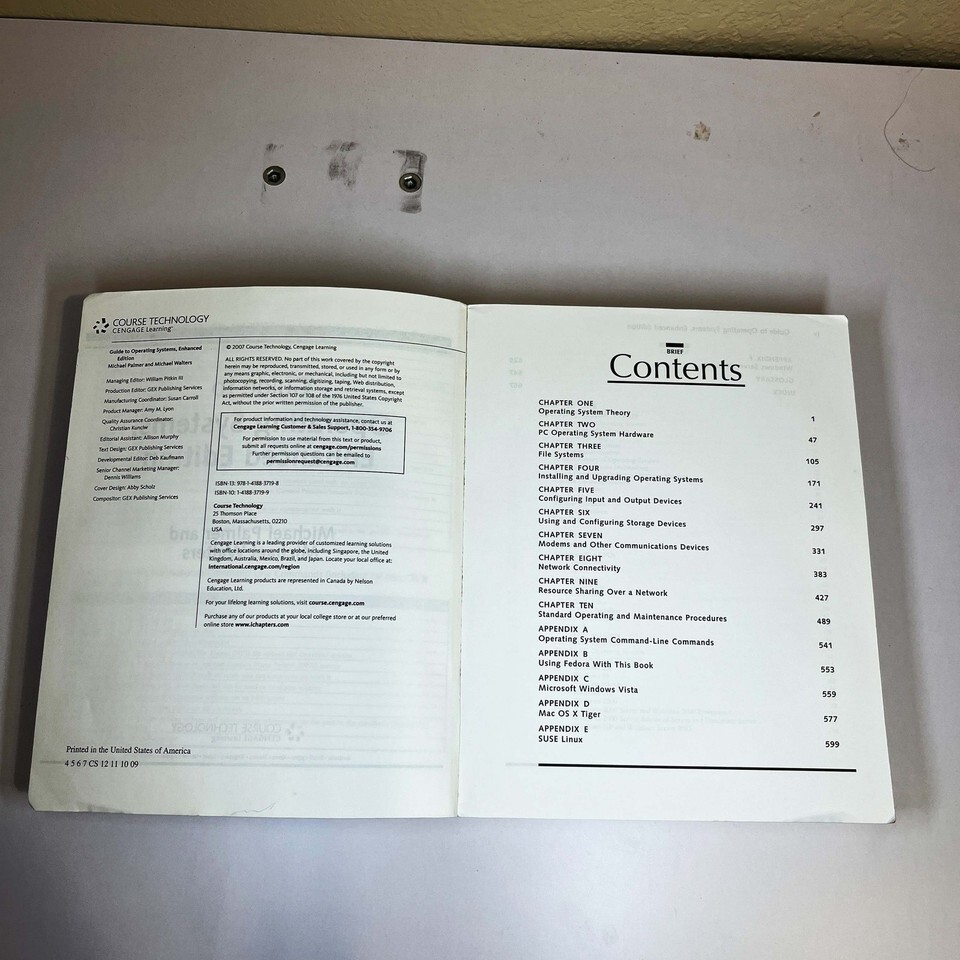 COURSE TECHNOLOGY
CENGAGE Learning™
Guide to Operating Systems, Enhanced
Edition
Michael Palmer and Michael Walters
Managing Editor: William Pitkin III
Production Editor: GEX Publishing Services
Manufacturing Coordinator: Susan Carroll
Product Manager: Amy M. Lyon
Quality Assurance Coordinator:
Christian Kunciw
Editorial Assistant: Allison Murphy
Text Design: GEX Publishing Services
Developmental Editor: Deb Kaufmann
Senior Channel Marketing Manager:
Dennis Williams
Cover Design: Abby Scholz
Compositor: GEX Publishing Services
© 2007 Course Technology, Cengage Learning
ALL RIGHTS RESERVED. No part of this work covered by the copyright
herein may be reproduced, transmitted, stored, or used in any form or by
any means graphic, electronic, or mechanical, including but not limited to
photocopying, recording, scanning, digitizing, taping, Web distribution,
information networks, or information storage and retrieval systems, except
as permitted under Section 107 or 108 of the 1976 United States Copyright
Act, without the prior written permission of the publisher.
For product information and technology assistance, contact us at
Cengage Learning Customer & Sales Support, 1-800-354-9706
For permission to use material from this text or product,
submit all requests online at cengage.com/permissions
Further permission questions can be emailed to
permissionrequest@cengage.com
ISBN-13: 978-1-4188-3719-8
ISBN-10: 1-4188-3719-9
Course Technology
25 Thomson Place
Boston, Massachusetts, 02210
USA
Cengage Learning is a leading provider of customized learning solutions
with office locations around the globe, including Singapore, the United
Kingdom, Australia, Mexico, Brazil, and Japan. Locate your local office at:
international.cengage.com/region
Cengage Learning products are represented in Canada by Nelson
Education, Ltd.
For your lifelong learning solutions, visit course.cengage.com
Purchase any of our products at your local college store or at our preferred
online store www.ichapters.com
Printed in the United States of America
4 5 6 7 CS 12 11 10 09
BRIEF
Contents
CHAPTER ONE
Operating System Theory 1
CHAPTER TWO
PC Operating System Hardware 47
CHAPTER THREE
File Systems 105
CHAPTER FOUR
Installing and Upgrading Operating Systems 171
CHAPTER FIVE
Configuring Input and Output Devices 241
CHAPTER SIX
Using and Configuring Storage Devices 297
CHAPTER SEVEN
Modems and Other Communications Devices 331
CHAPTER EIGHT
Network Connectivity 383
CHAPTER NINE
Resource Sharing Over a Network 427
CHAPTER TEN
Standard Operating and Maintenance Procedures 489
APPENDIX A
Operating System Command-Line Commands 541
APPENDIX B
Using Fedora With This Book 553
APPENDIX C
Microsoft Windows Vista 559
APPENDIX D
Mac OS X Tiger 577
APPENDIX E
SUSE Linux 599